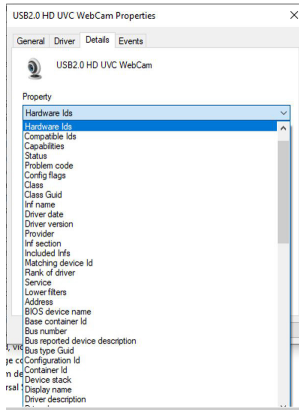 USB2.0 HD UVC WebCam Properties
General Driver Details Events
USB2.0 HD UVC WebCam
Property
Hardware Ids
Hardware Ids
Compatible Ids
Capabilities
Status
Problem code
Config flags
Class
Class Guid
Inf name
Driver date
Driver version
Provider
Inf section
Included Infs
Matching device Id
Rank of driver
Service
Lower filters
Address
BIOS device name
Base container Id
Bus number
Bus reported device description
Bus type Guid
Configuration Id
Container Id
Device stack
Display name
Driver description